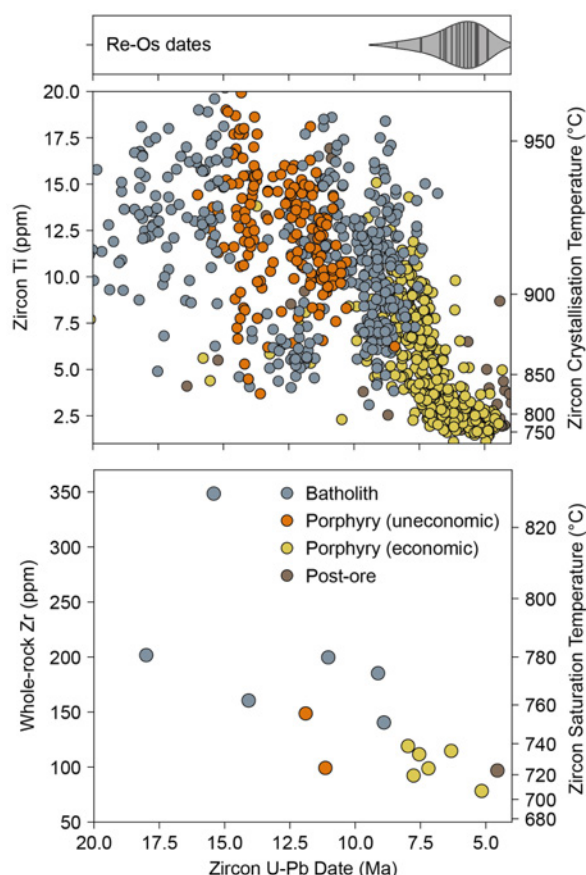 Re-Os dates
20.0
17.5
15.0
12.5
10.0
7.5
5.0
2.5
Zircon Ti (ppm)
950
900
850
800
750
Zircon Crystallisation Temperature (°C)
350
300
250
200
150
100
50
Whole-rock Zr (ppm)
Batholith
Porphyry (uneconomic)
Porphyry (economic)
Post-ore
820
800
780
760
740
720
700
680
Zircon Saturation Temperature (°C)
20.0 17.5 15.0 12.5 10.0 7.5 5.0
Zircon U-Pb Date (Ma)